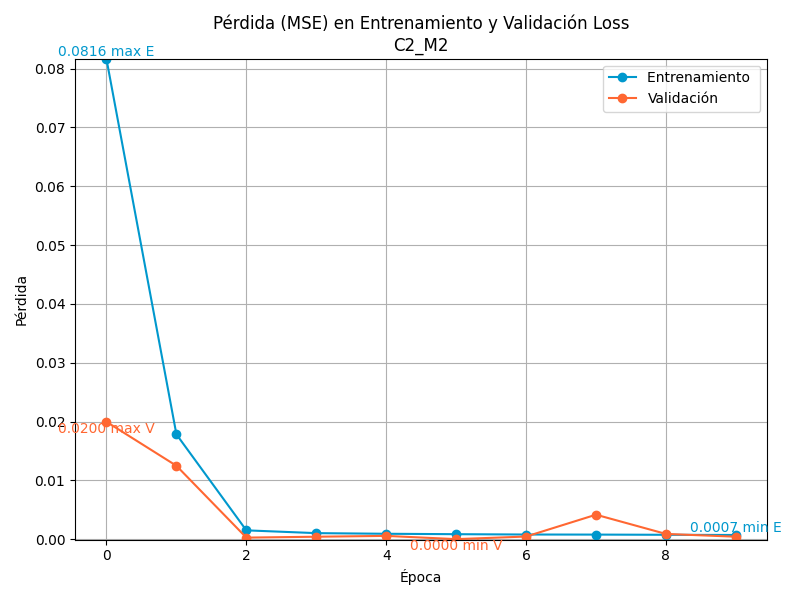 Pérdida (MSE) en Entrenamiento y Validación Loss
C2_M2
0.0816 max E
Entrenamiento
Validación
0.08
0.07
0.06
0.05
0.04
0.03
0.02
0.01
0.00
Pérdida
0.0200 max V
0.0007 min E
0.0000 min V
0 2 4 6 8
Época